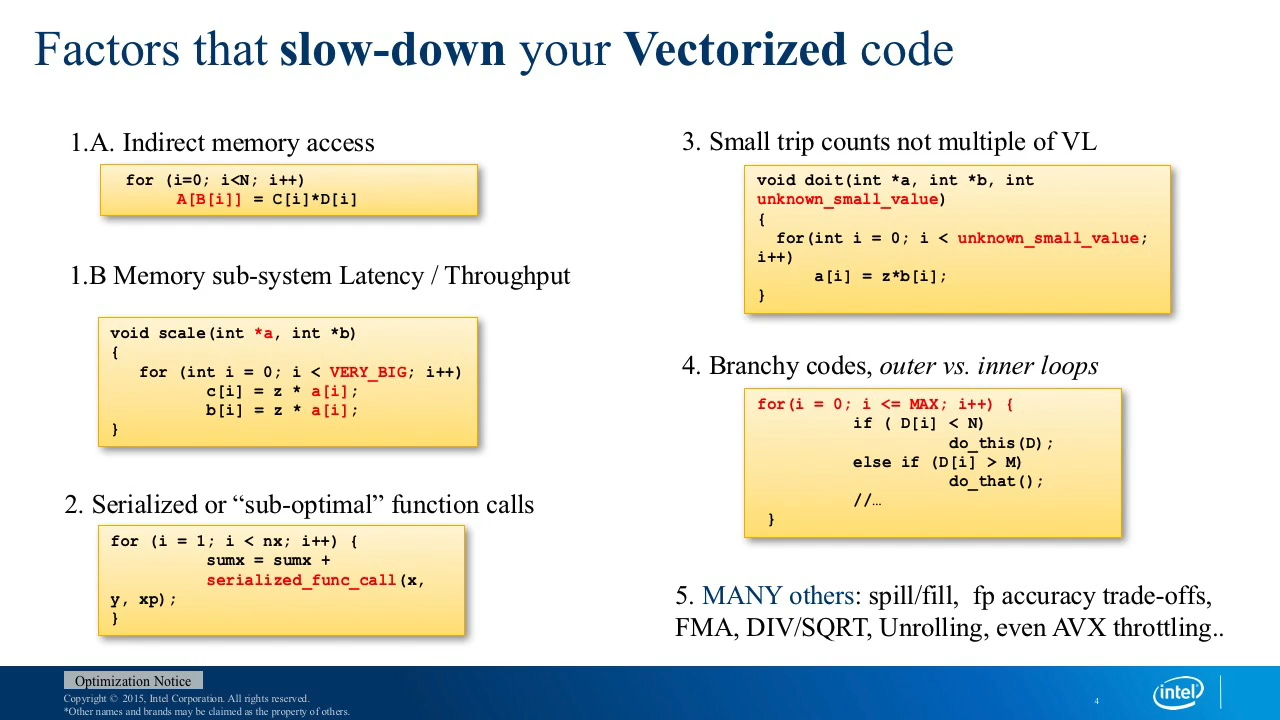 Factors that slow-down your Vectorized code
1.A. Indirect memory access
for (i=0; i<N; i++)
A[B[i]] = C[i]*D[i]
1.B Memory sub-system Latency / Throughput
void scale(int *a, int *b)
{
for (int i = 0; i < VERY_BIG; i++)
c[i] = z * a[i];
b[i] = z * a[i];
}
2. Serialized or “sub-optimal” function calls
for (i = 1; i < nx; i++) {
sumx = sumx +
serialized_func_call(x,
y, xp);
}
3. Small trip counts not multiple of VL
void doit(int *a, int *b, int
unknown_small_value)
{
for(int i = 0; i < unknown_small_value;
i++)
a[i] = z*b[i];
}
4. Branchy codes, outer vs. inner loops
for(i = 0; i <= MAX; i++) {
if ( D[i] < N)
do_this(D);
else if (D[i] > M)
do_that();
//…
}
5. MANY others: spill/fill, fp accuracy trade-offs,
FMA, DIV/SQRT, Unrolling, even AVX throttling..
Optimization Notice
Copyright © 2015, Intel Corporation. All rights reserved.
*Other names and brands may be claimed as the property of others.
4
intel